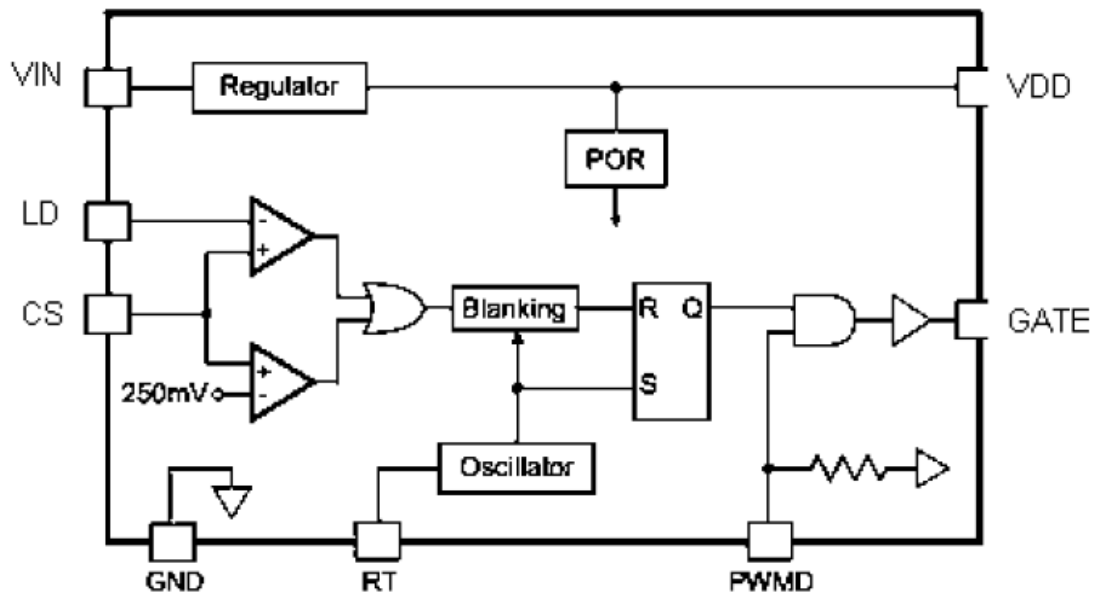 VIN
Regulator
VDD
POR
LD
-
+
CS
Blanking
R Q
S
GATE
+
-
250mV
Oscillator
GND
RT
PWMD